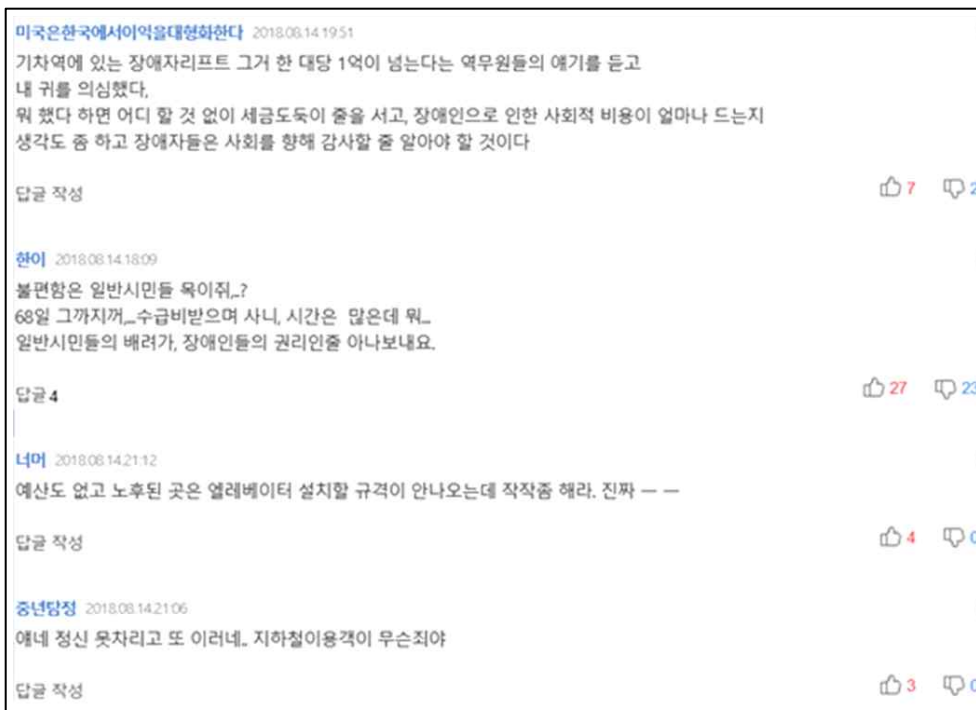 미국은한국에서이익을대형화한다 2018.08.14.19:51
기차역에 있는 장애자리프트 그거 한 대당 1억이 넘는다는 역무원들의 얘기를 듣고
내 귀를 의심했다,
뭐 했다 하면 어디 할 것 없이 세금도둑이 줄을 서고, 장애인으로 인한 사회적 비용이 얼마나 드는지
생각도 좀 하고 장애자들은 사회를 향해 감사할 줄 알아야 할 것이다
답글 작성 7 2
한이 2018.08.14.18:09
불편함은 일반시민들 목이쥐,,.?
68일 그까지꺼,,,.수급비받으며 사니, 시간은 많은데 뭐,,,
일반시민들의 배려가, 장애인들의 권리인줄 아나보내요.
답글 4 27 23
너머 2018.08.14.21:12
예산도 없고 노후된 곳은 엘레베이터 설치할 규격이 안나오는데 작작좀 해라. 진짜 ㅡ ㅡ
답글 작성 4 0
중년탐정 2018.08.14.21:06
얘네 정신 못차리고 또 이러네.. 지하철이용객이 무슨죄야
답글 작성 3 0